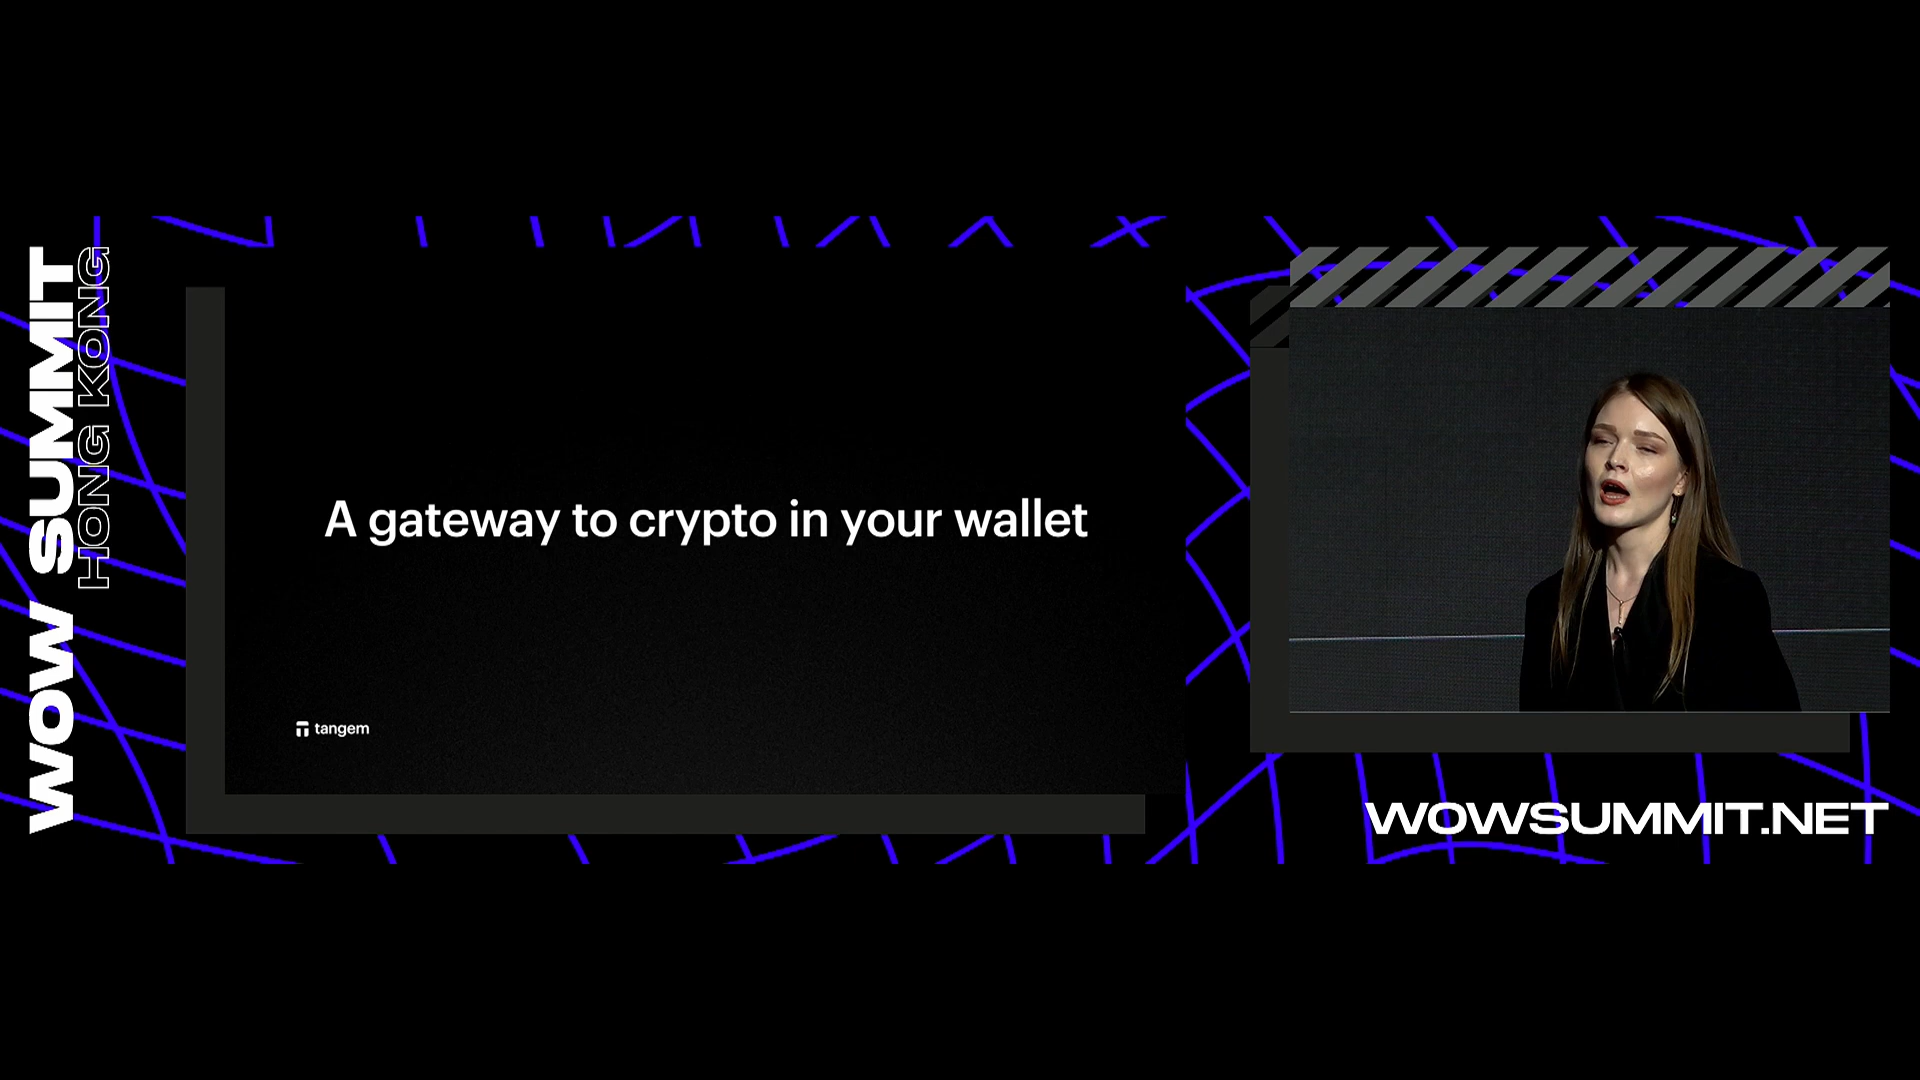 WOW SUMMIT
HONG KONG
A gateway to crypto in your wallet
tangem
WOWSUMMIT.NET